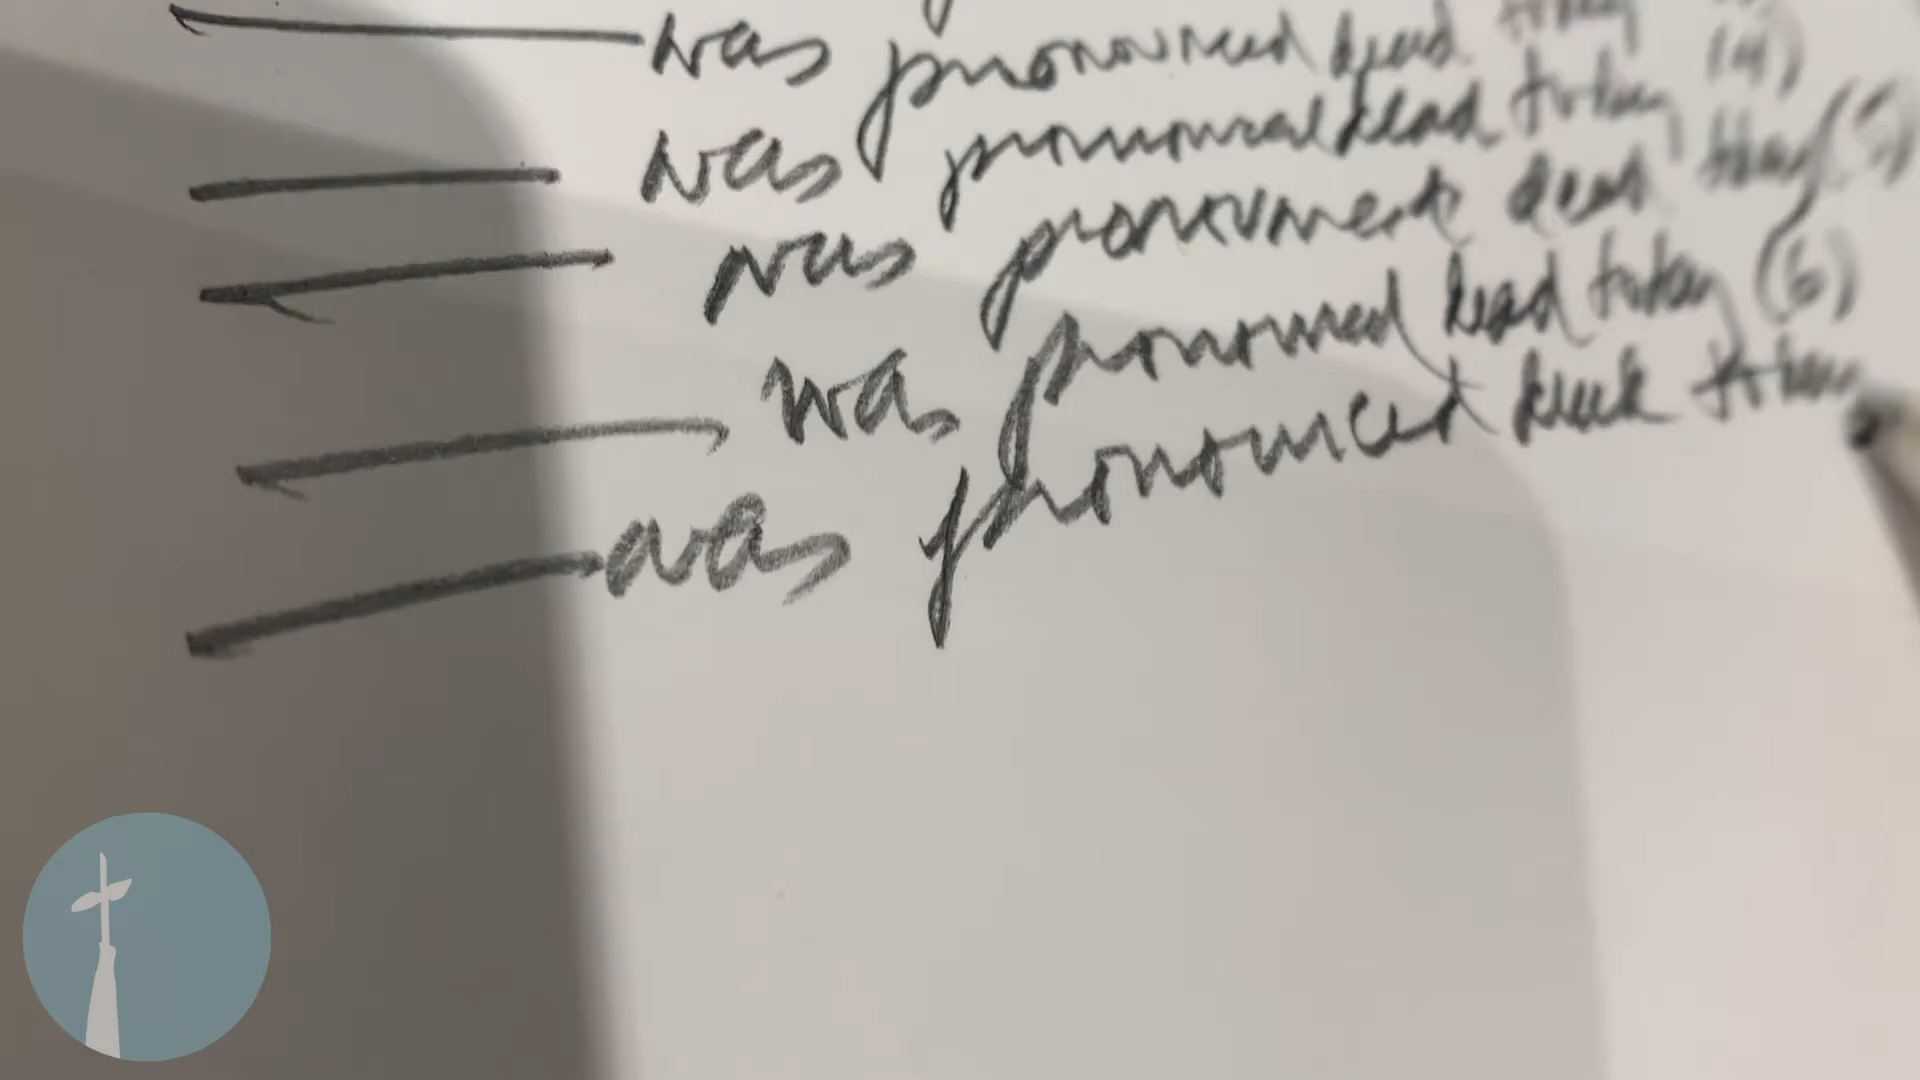 was pronounced dead today
was pronounced dead today (4)
was pronounced dead today (5)
was pronounced dead today (6)
was pronounced dead today